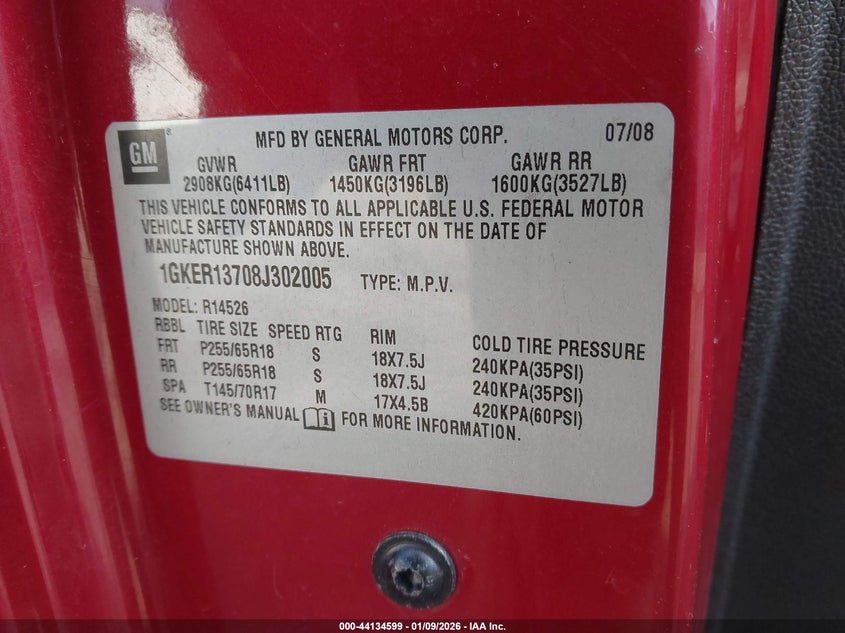 GM
MFD BY GENERAL MOTORS CORP. 07/08
GVWR GAWR FRT GAWR RR
2908KG(6411LB) 1450KG(3196LB) 1600KG(3527LB)
THIS VEHICLE CONFORMS TO ALL APPLICABLE U.S. FEDERAL MOTOR
VEHICLE SAFETY STANDARDS IN EFFECT ON THE DATE OF
MANUFACTURE SHOWN ABOVE.
1GKER13708J302005 TYPE: M.P.V.
MODEL: R14526
RBBL TIRE SIZE SPEED RTG RIM COLD TIRE PRESSURE
FRT P255/65R18 S 18X7.5J 240KPA(35PSI)
RR P255/65R18 S 18X7.5J 240KPA(35PSI)
SPA T145/70R17 M 17X4.5B 420KPA(60PSI)
SEE OWNER'S MANUAL FOR MORE INFORMATION.
000-44134599 — 01/09/2026 — IAA Inc.